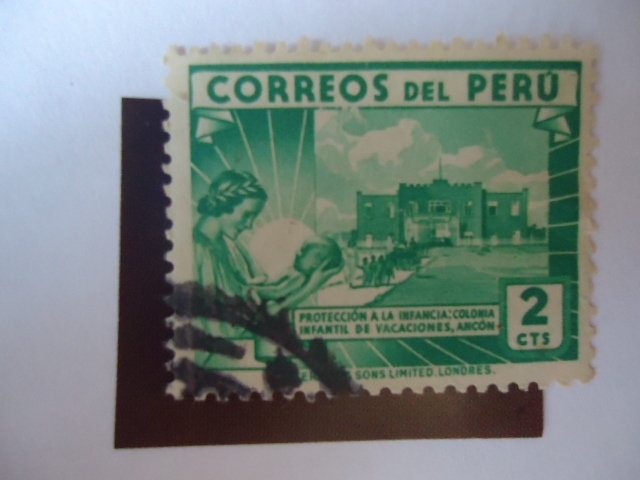 CORREOS DEL PERÚ
PROTECCIÓN A LA INFANCIA: COLONIA
INFANTIL DE VACACIONES, ANCÓN
2
CTS
SONS LIMITED. LONDRES.